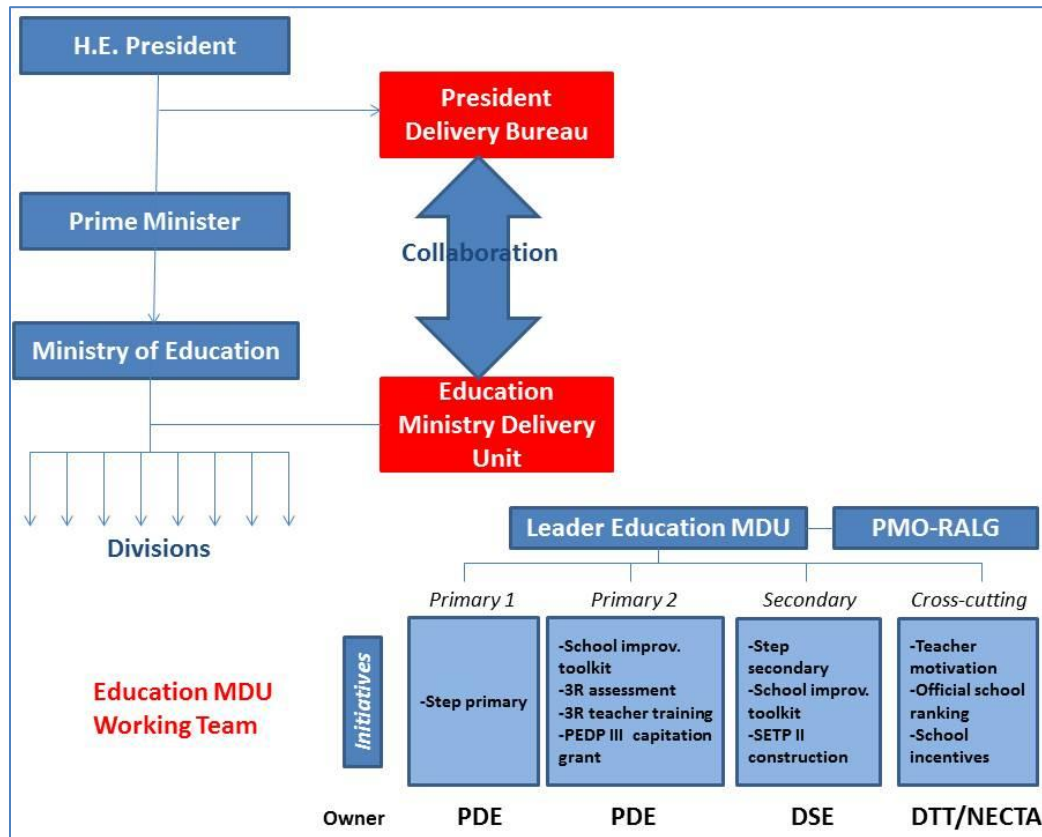 H.E. President
President
Delivery Bureau
Prime Minister
Collaboration
Ministry of Education
Education
Ministry Delivery
Unit
Divisions
Leader Education MDU
PMO-RALG
Primary 1
Primary 2
Secondary
Cross-cutting
Education MDU
Working Team
Initiatives
-Step primary
-School improv.
toolkit
-3R assessment
-3R teacher training
-PEDP III capitation
grant
-Step
secondary
-School improv.
toolkit
-SETP II
construction
-Teacher
motivation
-Official school
ranking
-School
incentives
Owner
PDE
PDE
DSE
DTT/NECTA